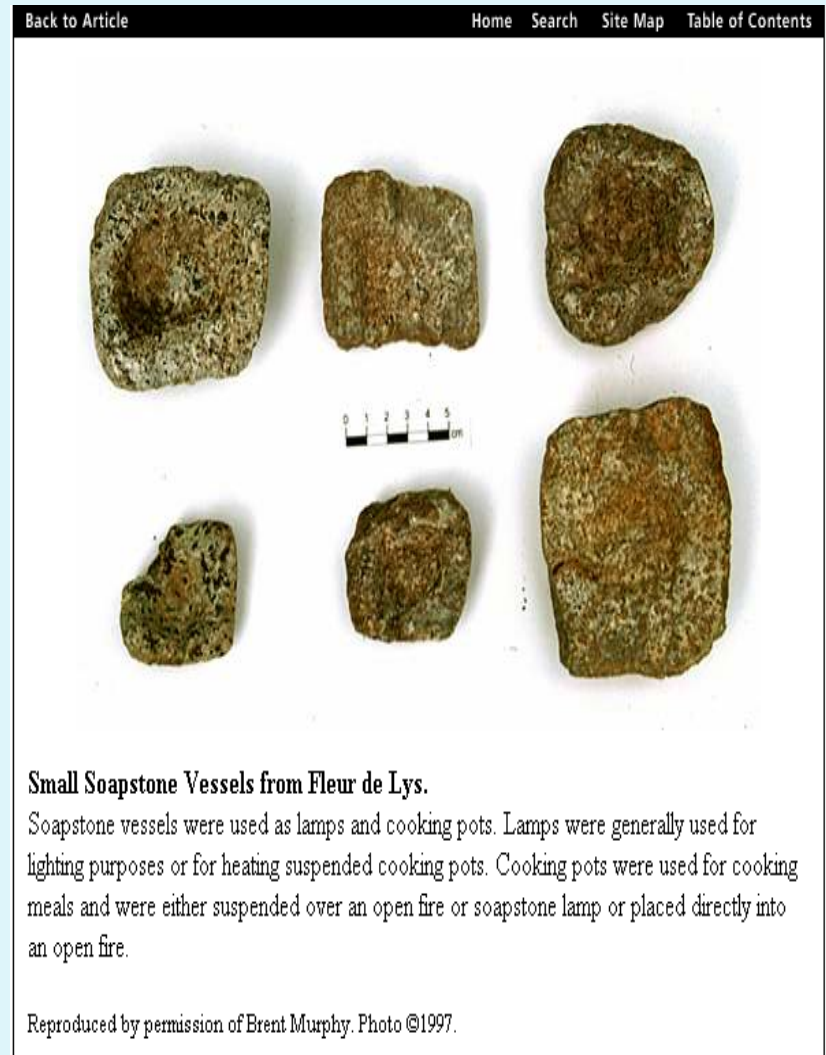 Back to Article Home Search Site Map Table of Contents
0 1 2 3 4 5
cm
Small Soapstone Vessels from Fleur de Lys.
Soapstone vessels were used as lamps and cooking pots. Lamps were generally used for
lighting purposes or for heating suspended cooking pots. Cooking pots were used for cooking
meals and were either suspended over an open fire or soapstone lamp or placed directly into
an open fire.
Reproduced by permission of Brent Murphy. Photo ©1997.